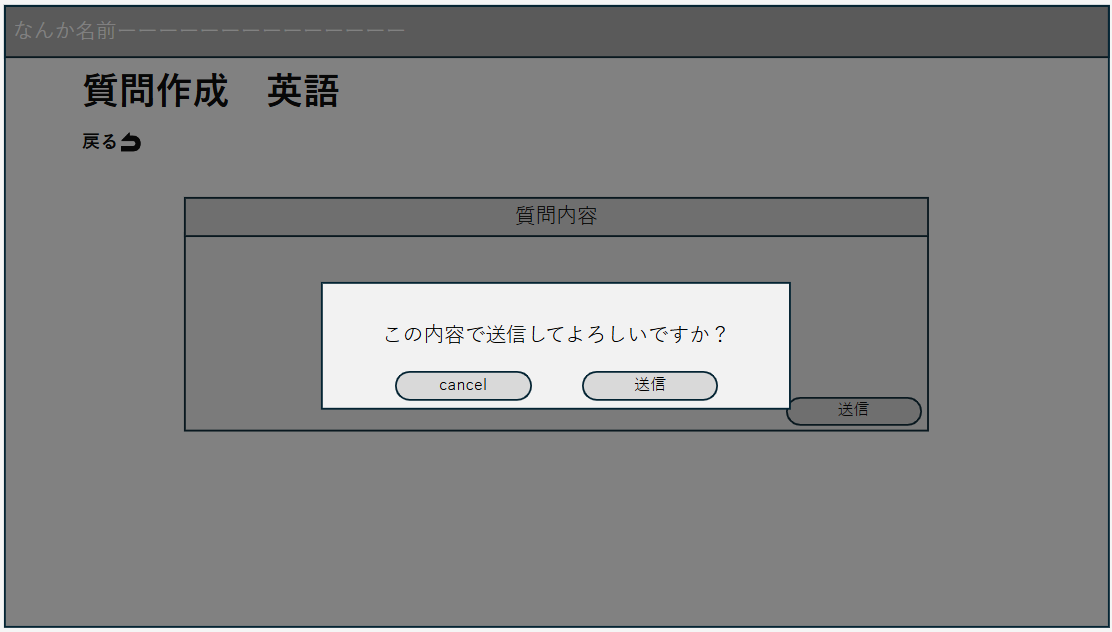 なんか名前ーーーーーーーーーーーーーー
質問作成　英語
戻る
質問内容
この内容で送信してよろしいですか？
cancel
送信
送信